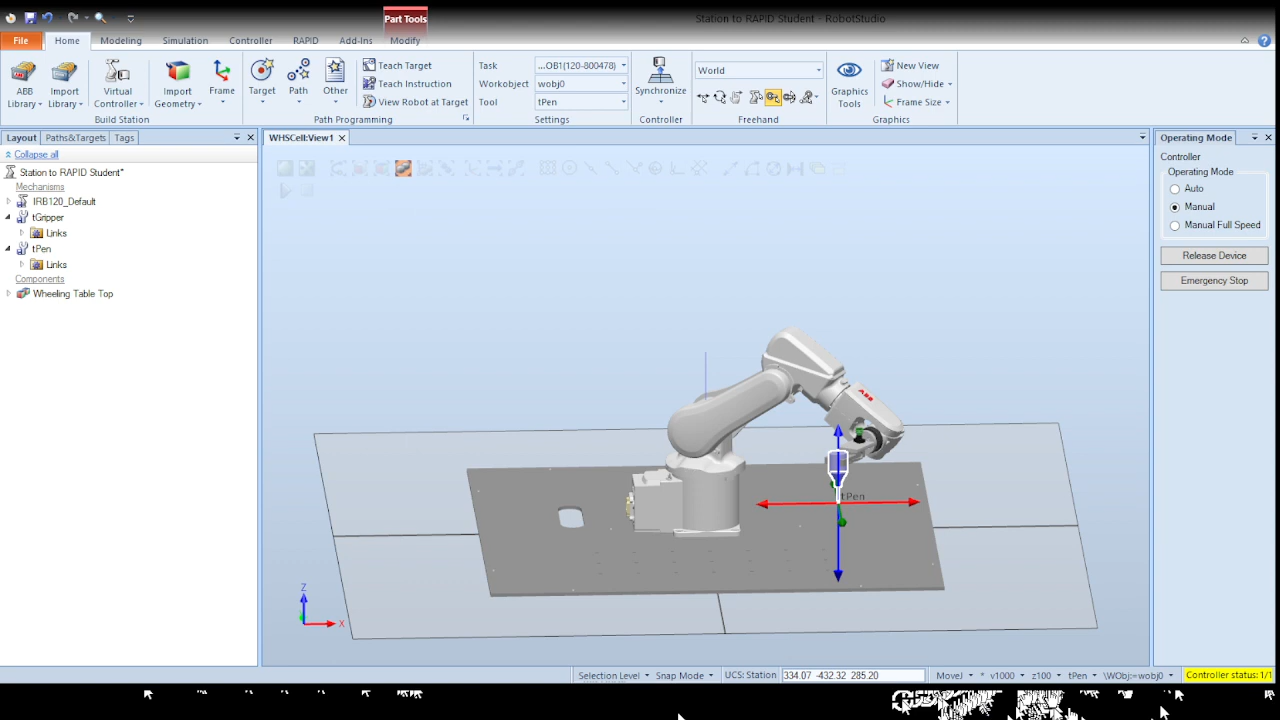 Part Tools
Station to RAPID Student - RobotStudio
File Home Modeling Simulation Controller RAPID Add-Ins Modify
ABB Library
Import Library
Virtual Controller
Import Geometry
Frame
Build Station
Target
Path
Other
Teach Target
Teach Instruction
View Robot at Target
Path Programming
Task ...OB1(120-800478)
Workobject wobj0
Tool tPen
Settings
Synchronize
Controller
World
Freehand
Graphics Tools
New View
Show/Hide
Frame Size
Graphics
Layout Paths&Targets Tags
Collapse all
Station to RAPID Student*
Mechanisms
IRB120_Default
tGripper
Links
tPen
Links
Components
Wheeling Table Top
WHSCell:View1
ABB
tPen
Z
X
Operating Mode
Controller
Operating Mode
Auto
Manual
Manual Full Speed
Release Device
Emergency Stop
Selection Level Snap Mode UCS: Station 334.07 -432.32 285.20 MoveJ * v1000 z100 tPen \WObj:=wobj0 Controller status: 1/1